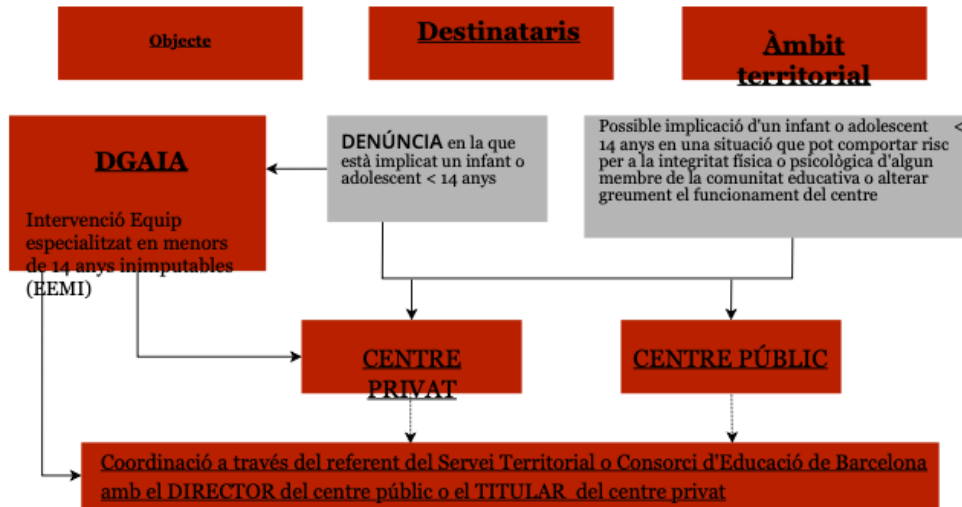 Objecte
Destinataris
Àmbit
territorial
DGAIA
Intervenció Equip
especialitzat en menors
de 14 anys inimputables
(EEMI)
DENÚNCIA en la que
està implicat un infant o
adolescent < 14 anys
Possible implicació d'un infant o adolescent <
14 anys en una situació que pot comportar risc
per a la integritat física o psicològica d'algun
membre de la comunitat educativa o alterar
greument el funcionament del centre
CENTRE
PRIVAT
CENTRE PÚBLIC
Coordinació a través del referent del Servei Territorial o Consorci d'Educació de Barcelona
amb el DIRECTOR del centre públic o el TITULAR del centre privat